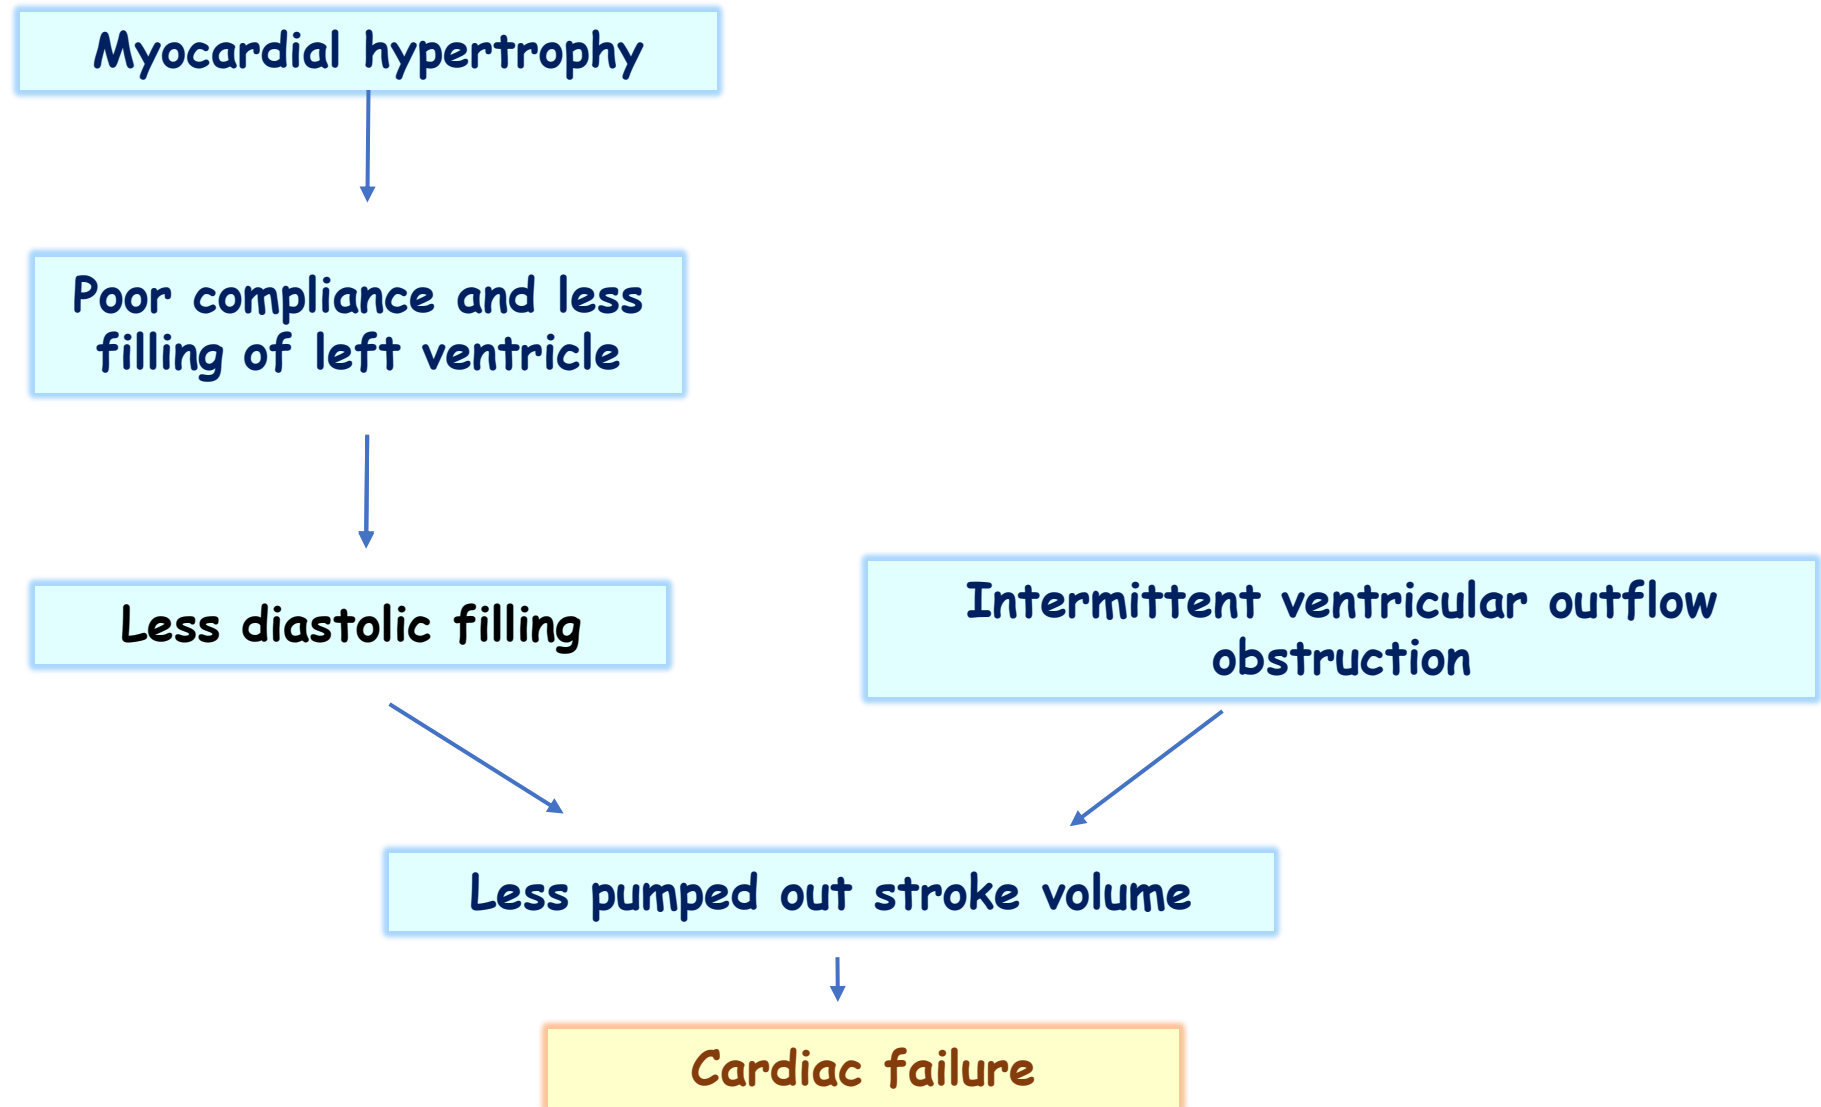 Myocardial hypertrophy
Poor compliance and less
filling of left ventricle
Less diastolic filling
Intermittent ventricular outflow
obstruction
Less pumped out stroke volume
Cardiac failure